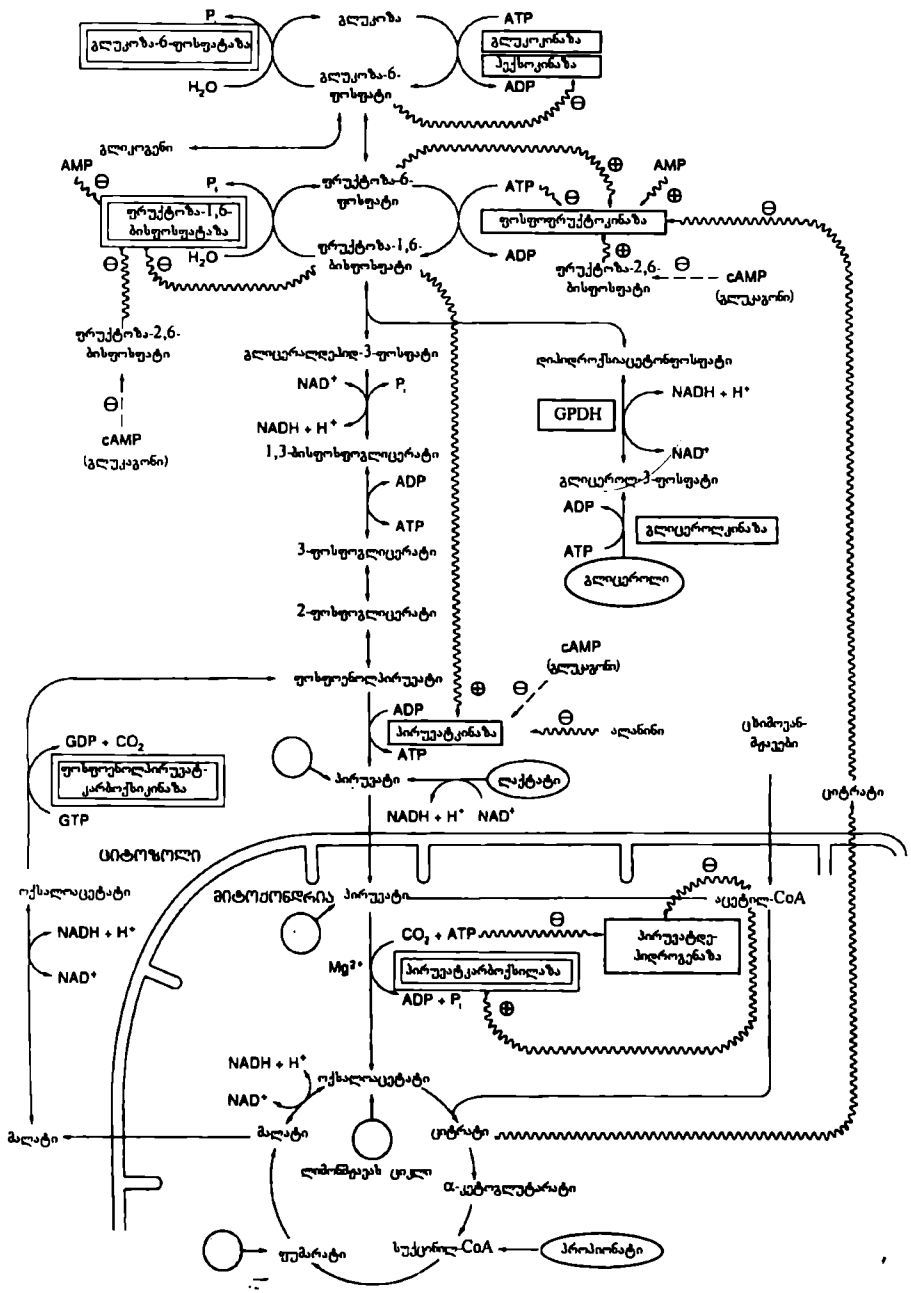 Pᵢ
გლუკოზა
ATP
გლუკოზა-6-ფოსფატაზა
გლუკოკინაზა
ჰექსოკინაზა
H₂O
გლუკოზა-6-
ფოსფატი
ADP
⊖
გლიკოგენი
AMP
⊖
Pᵢ
ფრუქტოზა-6-
ფოსფატი
ATP
⊖
⊕
AMP
⊕
⊖
ფრუქტოზა-1,6-
ბისფოსფატაზა
ფოსფოფრუქტოკინაზა
H₂O
ფრუქტოზა-1,6-
ბისფოსფატი
ADP
⊕
⊖
⊖
ფრუქტოზა-2,6-
ბისფოსფატი
⊖
cAMP
(გლუკაგონი)
ფრუქტოზა-2,6-
ბისფოსფატი
⊖
cAMP
(გლუკაგონი)
გლიცერალდეჰიდ-3-ფოსფატი
დიჰიდროქსიაცეტონფოსფატი
NAD⁺
Pᵢ
NADH + H⁺
GPDH
NADH + H⁺
NAD⁺
1,3-ბისფოსფოგლიცერატი
გლიცეროლ-3-ფოსფატი
ADP
ATP
ADP
გლიცეროლკინაზა
ATP
გლიცეროლი
3-ფოსფოგლიცერატი
2-ფოსფოგლიცერატი
ფოსფოენოლპირუვატი
cAMP
(გლუკაგონი)
⊕
⊖
ADP
პირუვატკინაზა
⊖
ალანინი
ATP
ცხიმოვან-
მჟავები
GDP + CO₂
ფოსფოენოლპირუვატ-
კარბოქსიკინაზა
GTP
პირუვატი
ლაქტატი
NADH + H⁺
NAD⁺
ციტრატი
ციტოზოლი
ოქსალოაცეტატი
მიტოქონდრია
პირუვატი
⊖
აცეტილ-CoA
NADH + H⁺
NAD⁺
CO₂ + ATP
⊖
პირუვატდე-
ჰიდროგენაზა
Mg²⁺
პირუვატკარბოქსილაზა
ADP + Pᵢ
⊕
NADH + H⁺
ოქსალოაცეტატი
NAD⁺
მალატი
მალატი
ციტრატი
ლიმონმჟავას ციკლი
α-კეტოგლუტარატი
ფუმარატი
სუქცინილ-CoA
პროპიონატი